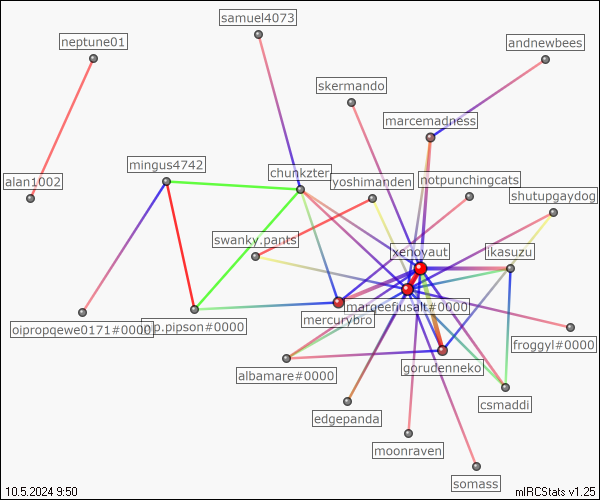 samuel4073
neptune01
andnewbees
skermando
marcemadness
mingus4742
chunkzter
yoshimanden
notpunchingcats
alan1002
shutupgaydog
swanky.pants
xenoyaut
ikasuzu
margeefiusalt#0000
mercurybro
oipropqewe0171#0000
p.pipson#0000
froggyl#0000
albamare#0000
gorudenneko
csmaddi
edgepanda
moonraven
somass
10.5.2024 9:50
mIRCStats v1.25